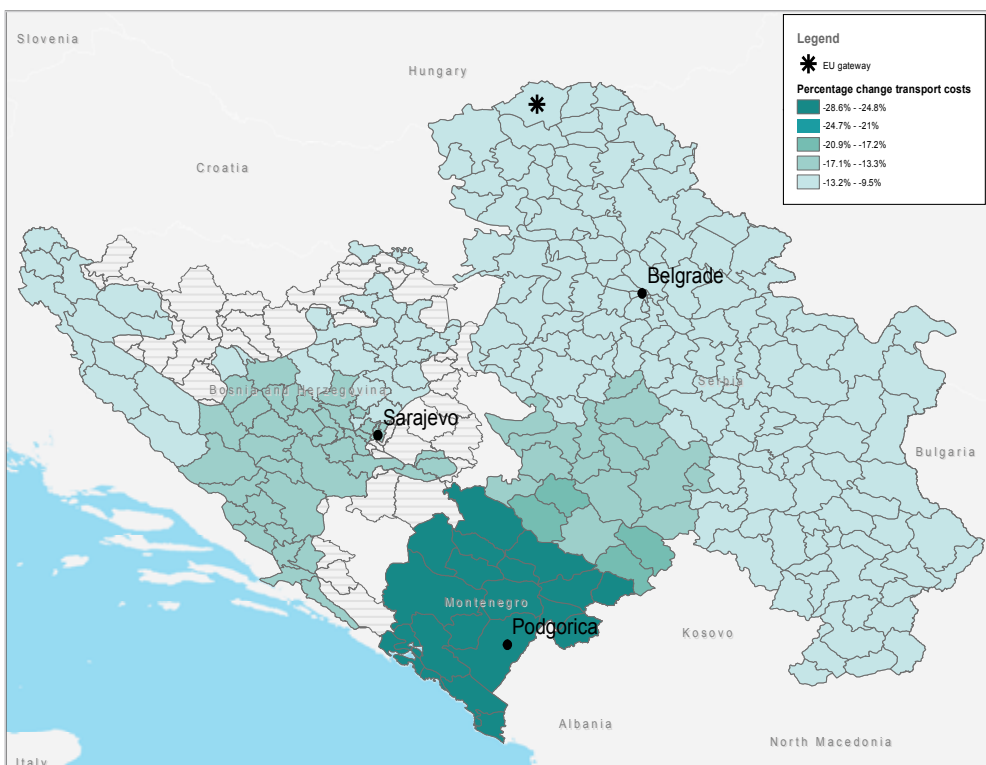 Slovenia
Hungary
Legend
EU gateway
Percentage change transport costs
-28.6% - -24.8%
-24.7% - -21%
-20.9% - -17.2%
-17.1% - -13.3%
-13.2% - -9.5%
Croatia
Belgrade
Serbia
Bosnia and Herzegovina
Sarajevo
Bulgaria
Montenegro
Podgorica
Kosovo
Albania
North Macedonia
Italy